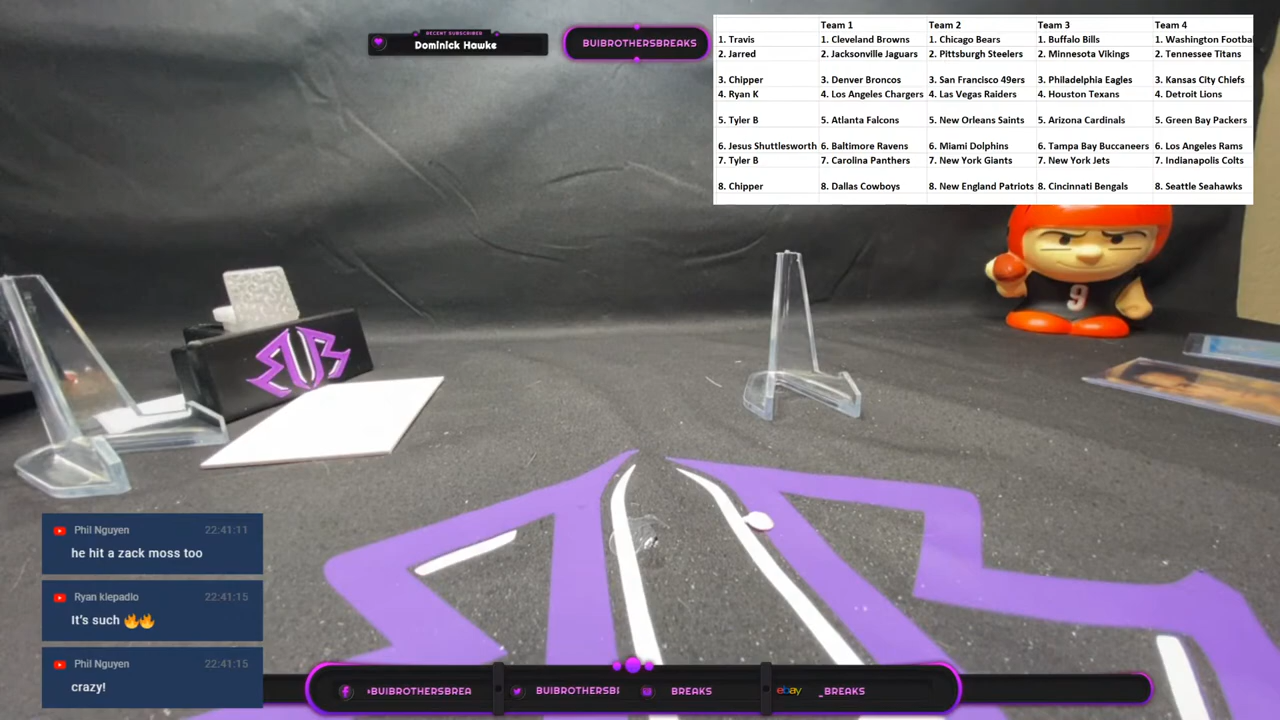 RECENT SUBSCRIBER
Dominick Hawke
BUIBROTHERSBREAKS
Team 1 Team 2 Team 3 Team 4
1. Travis 1. Cleveland Browns 1. Chicago Bears 1. Buffalo Bills 1. Washington Footba
2. Jarred 2. Jacksonville Jaguars 2. Pittsburgh Steelers 2. Minnesota Vikings 2. Tennessee Titans
3. Chipper 3. Denver Broncos 3. San Francisco 49ers 3. Philadelphia Eagles 3. Kansas City Chiefs
4. Ryan K 4. Los Angeles Chargers 4. Las Vegas Raiders 4. Houston Texans 4. Detroit Lions
5. Tyler B 5. Atlanta Falcons 5. New Orleans Saints 5. Arizona Cardinals 5. Green Bay Packers
6. Jesus Shuttlesworth 6. Baltimore Ravens 6. Miami Dolphins 6. Tampa Bay Buccaneers 6. Los Angeles Rams
7. Tyler B 7. Carolina Panthers 7. New York Giants 7. New York Jets 7. Indianapolis Colts
8. Chipper 8. Dallas Cowboys 8. New England Patriots 8. Cincinnati Bengals 8. Seattle Seahawks
9
BB
Phil Nguyen 22:41:11
he hit a zack moss too
Ryan kiepadlo 22:41:15
It's such 🔥🔥
Phil Nguyen 22:41:15
crazy!
BUIBROTHERSBREA BUIBROTHERSB BREAKS ebay _BREAKS